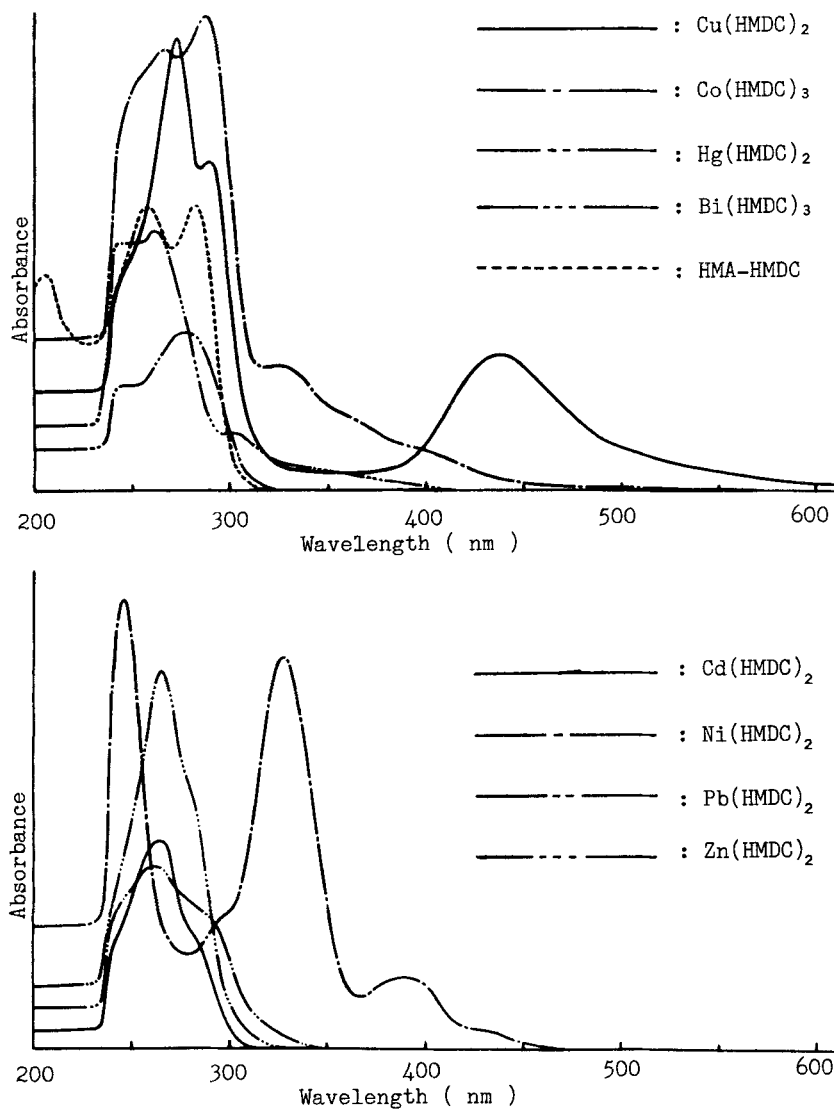 Absorbance
: Cu(HMDC)₂
: Co(HMDC)₃
: Hg(HMDC)₂
: Bi(HMDC)₃
: HMA-HMDC
200 300 400 500 600
Wavelength ( nm )
Absorbance
: Cd(HMDC)₂
: Ni(HMDC)₂
: Pb(HMDC)₂
: Zn(HMDC)₂
200 300 400 500 600
Wavelength ( nm )